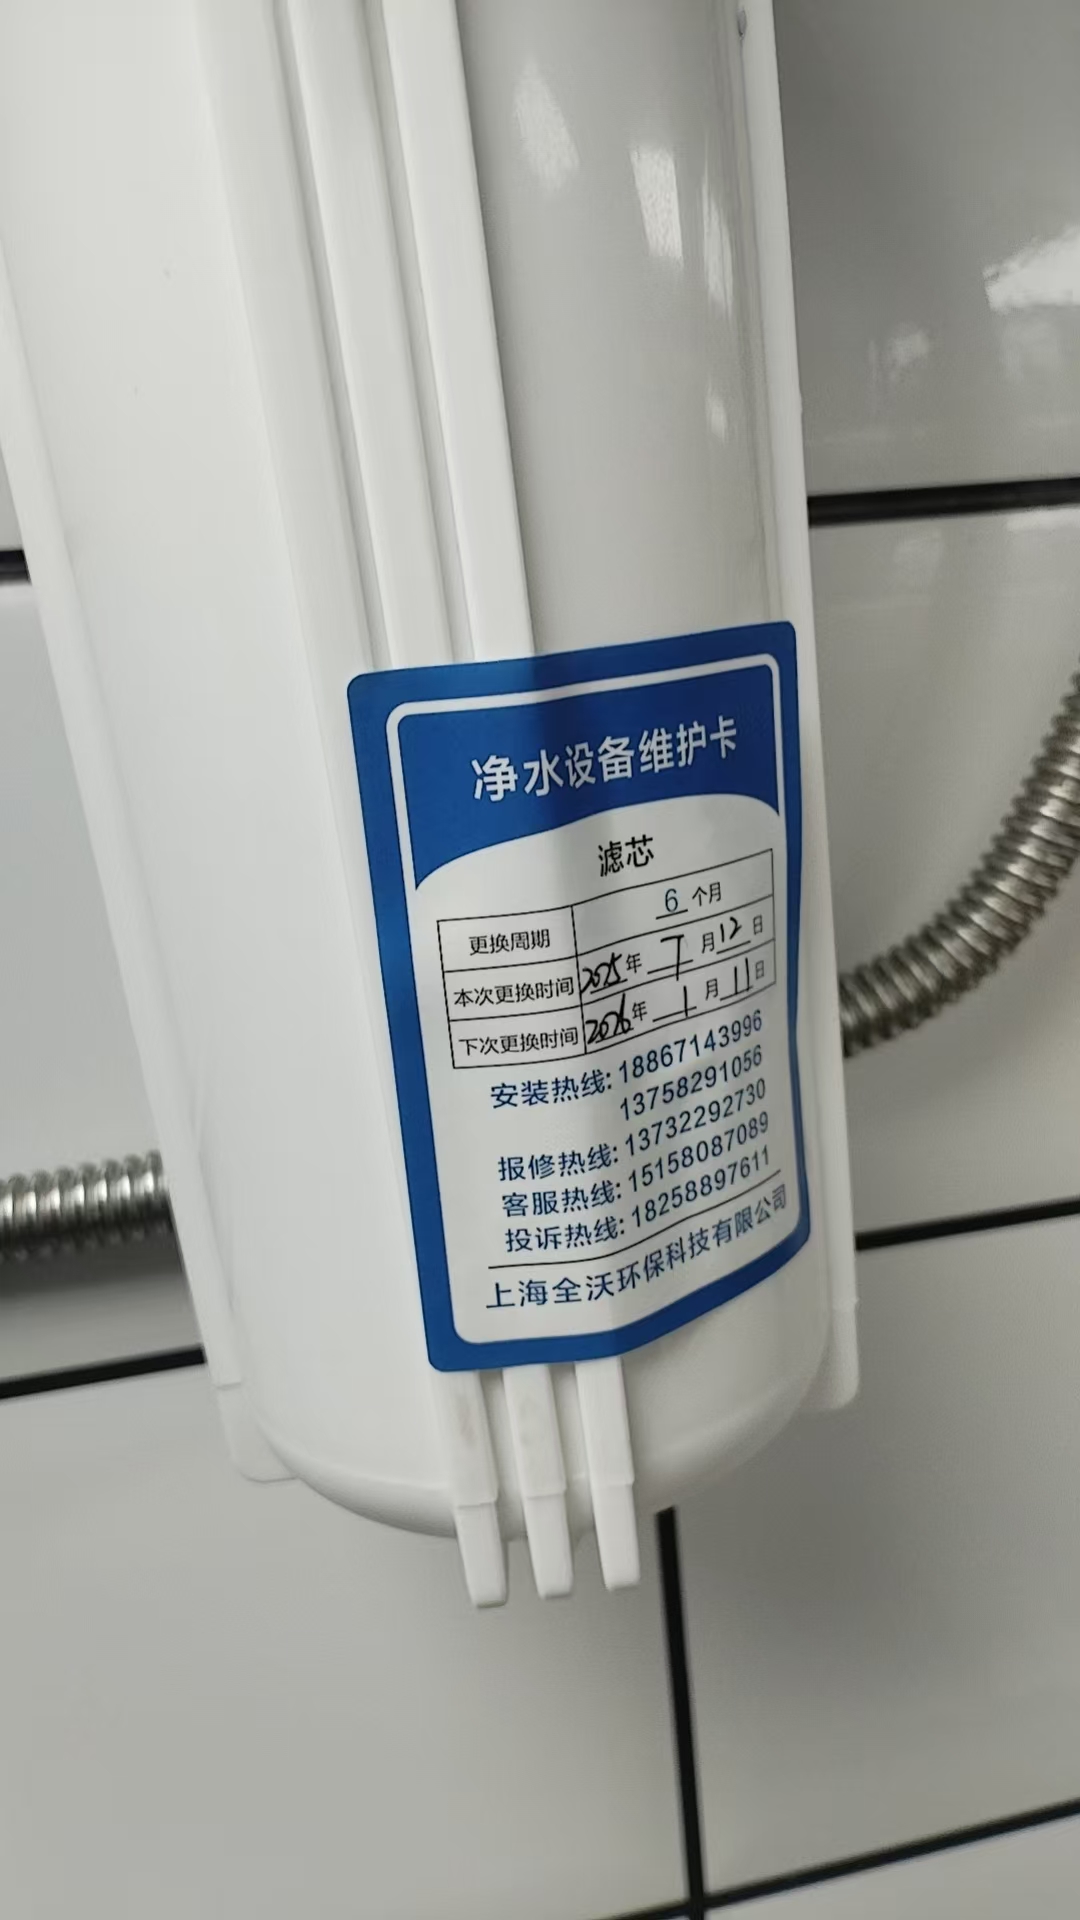 净水设备维护卡
滤芯
更换周期 6 个月
本次更换时间 2025年 7 月 12 日
下次更换时间 2026年 1 月 11 日
安装热线: 18867143996
13758291056
报修热线: 13732292730
客服热线: 15158087089
投诉热线: 18258897611
上海全沃环保科技有限公司